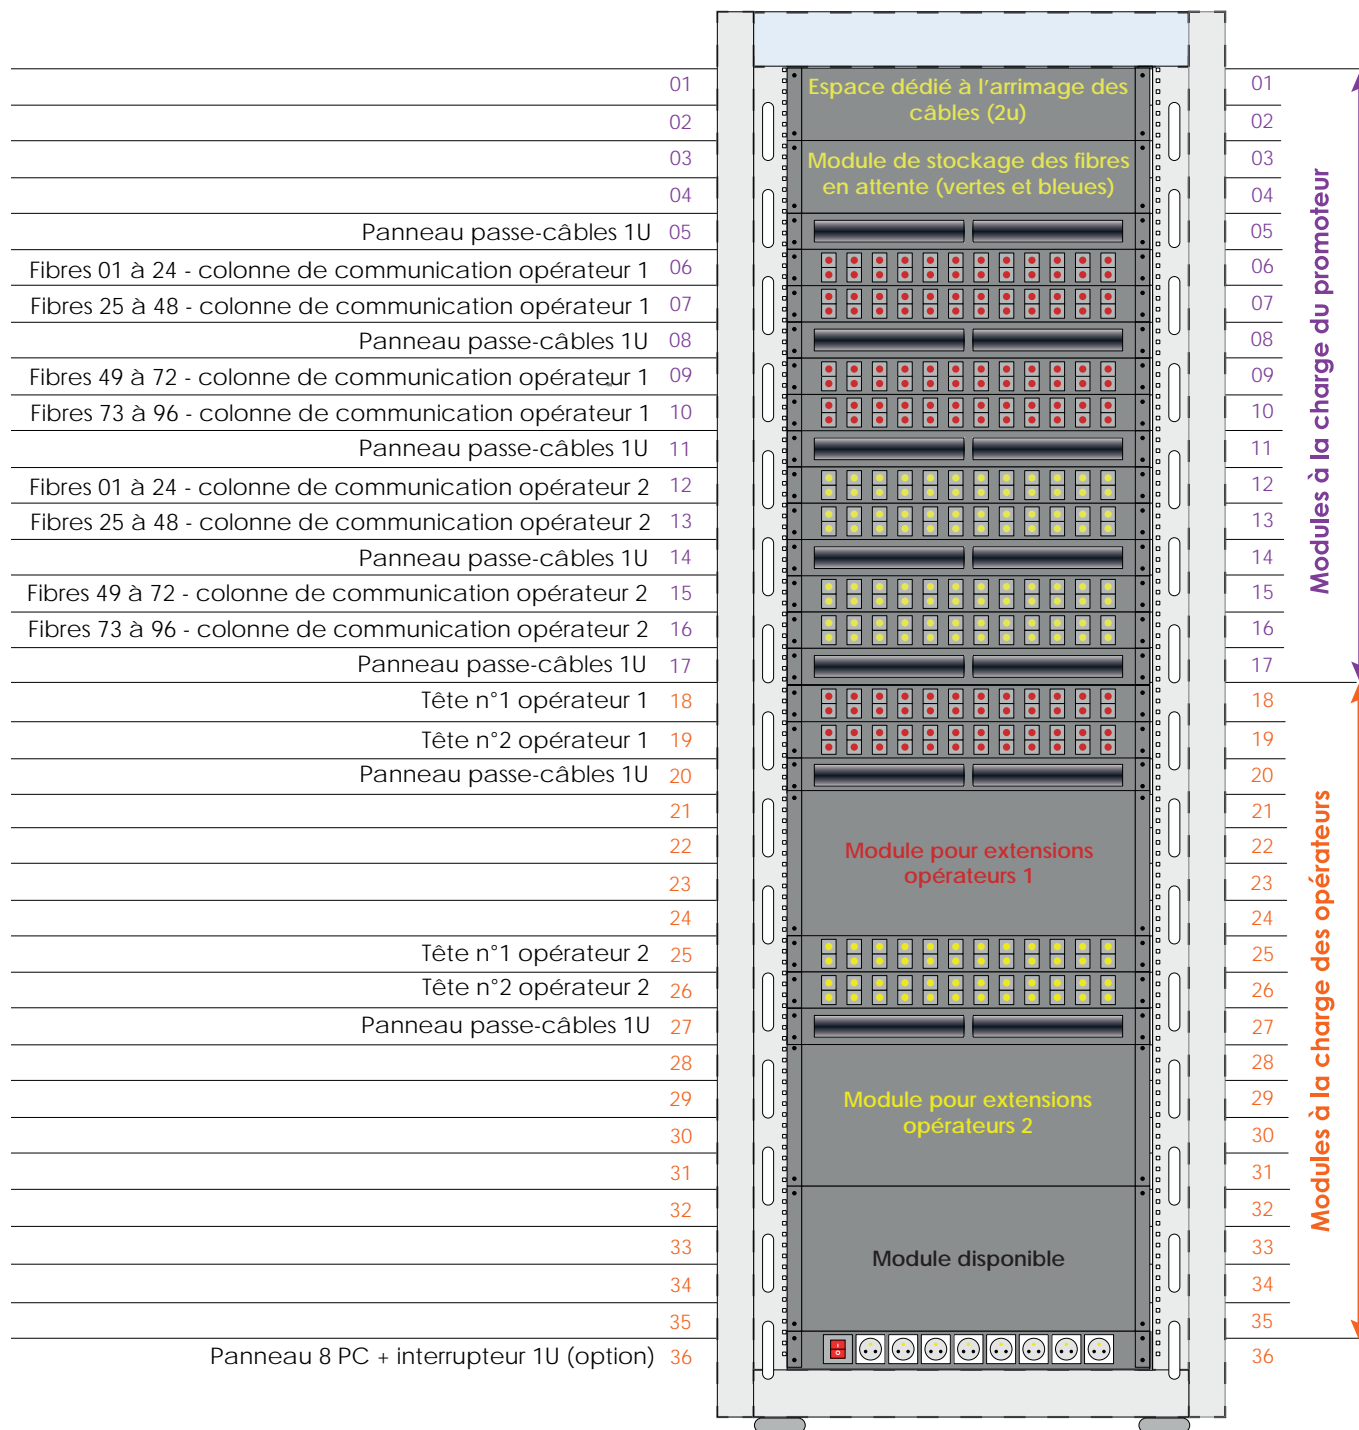 01 Espace dédié à l'arrimage des 01
câbles (2u)
02 02
03 Module de stockage des fibres 03
en attente (vertes et bleues)
04 04
Panneau passe-câbles 1U 05 05
Fibres 01 à 24 - colonne de communication opérateur 1 06 06
Fibres 25 à 48 - colonne de communication opérateur 1 07 07
Panneau passe-câbles 1U 08 08
Fibres 49 à 72 - colonne de communication opérateur 1 09 09
Fibres 73 à 96 - colonne de communication opérateur 1 10 10
Panneau passe-câbles 1U 11 11
Fibres 01 à 24 - colonne de communication opérateur 2 12 12
Fibres 25 à 48 - colonne de communication opérateur 2 13 13
Panneau passe-câbles 1U 14 14
Fibres 49 à 72 - colonne de communication opérateur 2 15 15
Fibres 73 à 96 - colonne de communication opérateur 2 16 16
Panneau passe-câbles 1U 17 17
Modules à la charge du promoteur
Tête n°1 opérateur 1 18 18
Tête n°2 opérateur 1 19 19
Panneau passe-câbles 1U 20 20
21 21
22 Module pour extensions 22
opérateurs 1
23 23
24 24
Tête n°1 opérateur 2 25 25
Tête n°2 opérateur 2 26 26
Panneau passe-câbles 1U 27 27
28 28
29 Module pour extensions 29
opérateurs 2
30 30
31 31
32 32
33 Module disponible 33
34 34
35 35
Modules à la charge des opérateurs
Panneau 8 PC + interrupteur 1U (option) 36 36